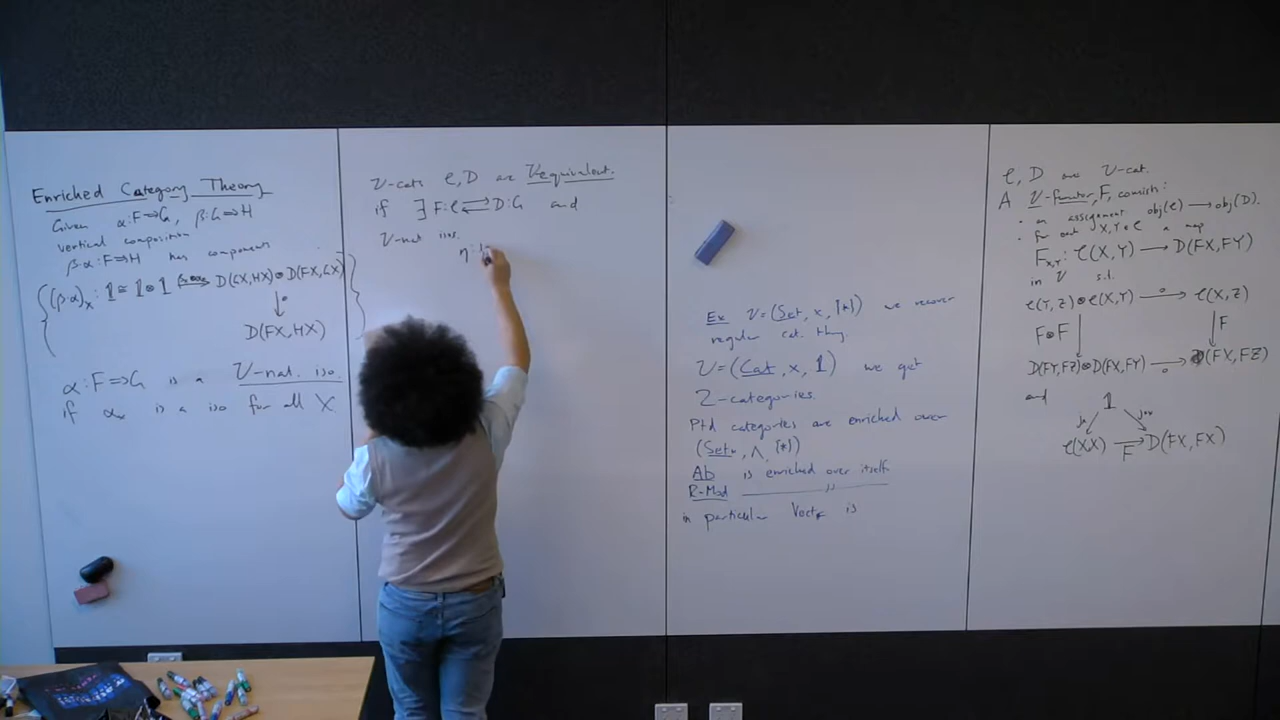 Enriched Category Theory
Given α:F⇒G, β:G⇒H
vertical composition
β·α:F⇒H has component
(β·α)ₓ: 𝟙 ≅ 𝟙⊗𝟙 → D(GX,HX)⊗D(FX,GX)
↓∘
D(FX,HX)
α:F⇒G is a V-nat. iso.
if αₓ is a iso for all X
V-cats C,D are V-equivalent.
if ∃ F:C⇄D:G and
V-nat isos.
η:
Ex V=(Set, ×, {*}) we recover
regular cat. thy.
V=(Cat, ×, 𝟙) we get
2-categories.
Ptd categories are enriched over
(Set*, ∧, {*})
Ab is enriched over itself
R-Mod ———〃———
in particular Vect is
C, D are V-cat.
A V-functor, F, consists:
· an assignment obj(C)→obj(D).
· for each X,Y∈C a map
F_{X,Y}: C(X,Y)→D(FX,FY)
in V s.t.
C(Y,Z)⊗C(X,Y) —∘→ C(X,Z)
F⊗F ↓ ↓F
D(FY,FZ)⊗D(FX,FY) —∘→ D(FX,FZ)
and 𝟙
C(X,X) —F→ D(FX,FX)